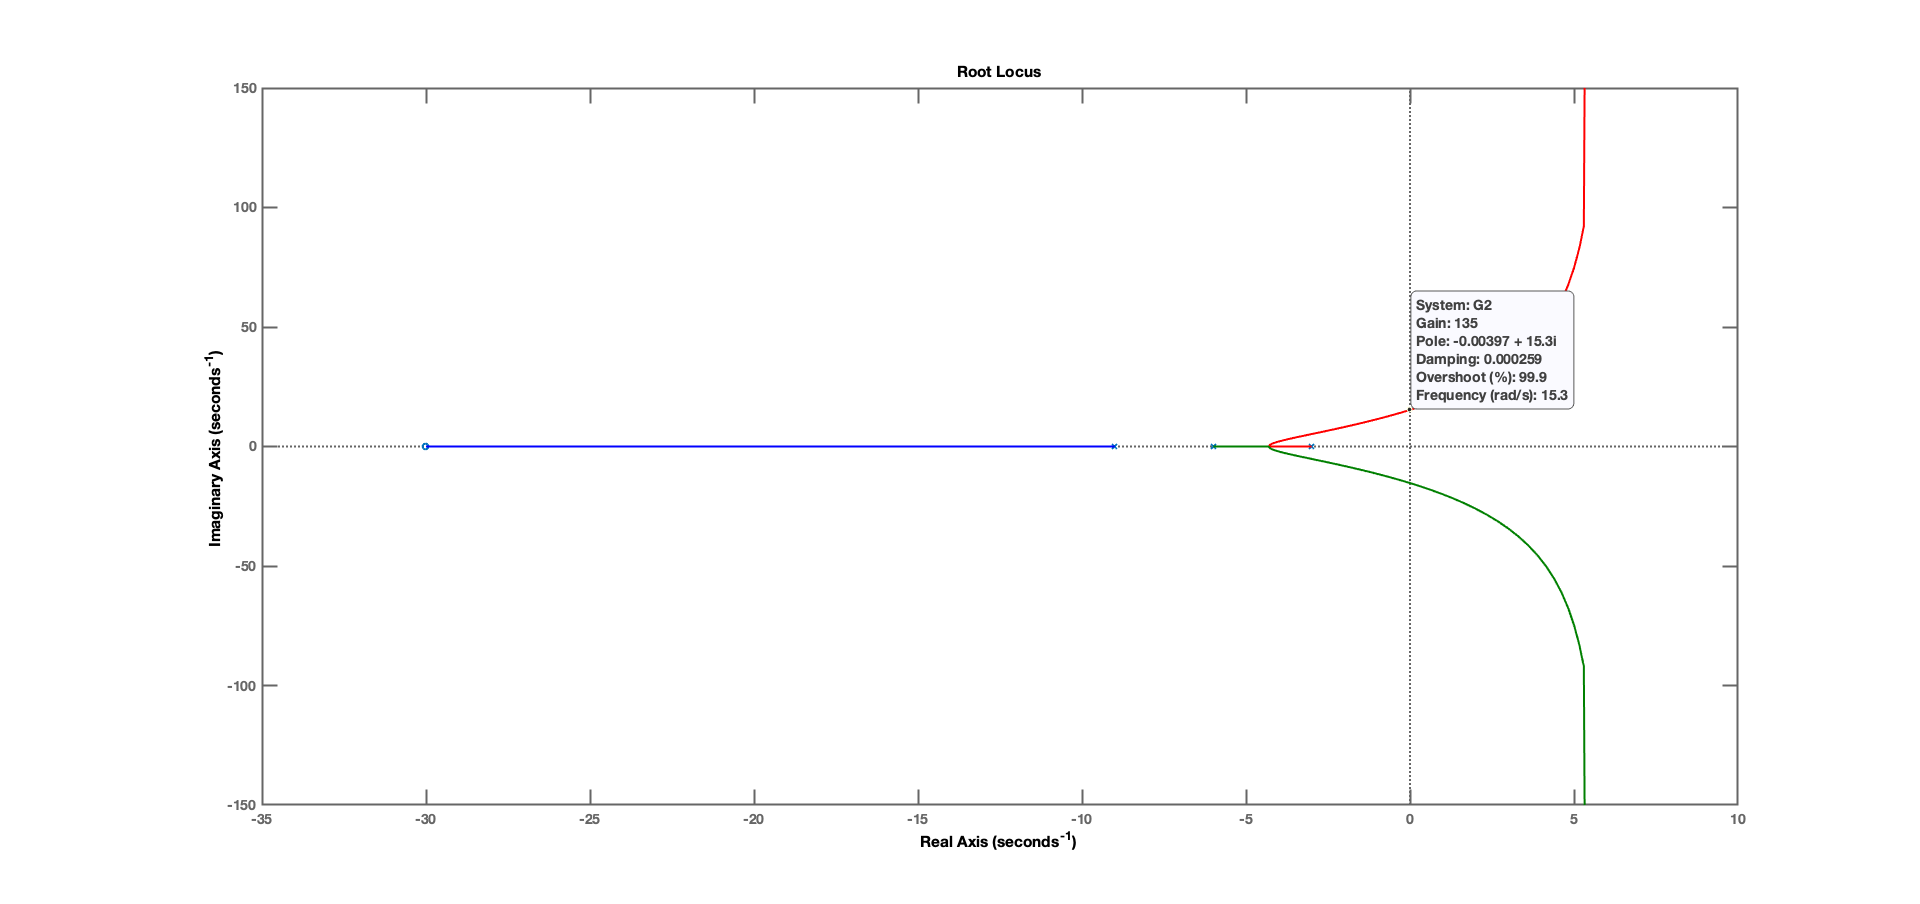 Root Locus
150
100
50
0
-50
-100
-150
Imaginary Axis (seconds⁻¹)
System: G2
Gain: 135
Pole: -0.00397 + 15.3i
Damping: 0.000259
Overshoot (%): 99.9
Frequency (rad/s): 15.3
-35 -30 -25 -20 -15 -10 -5 0 5 10
Real Axis (seconds⁻¹)